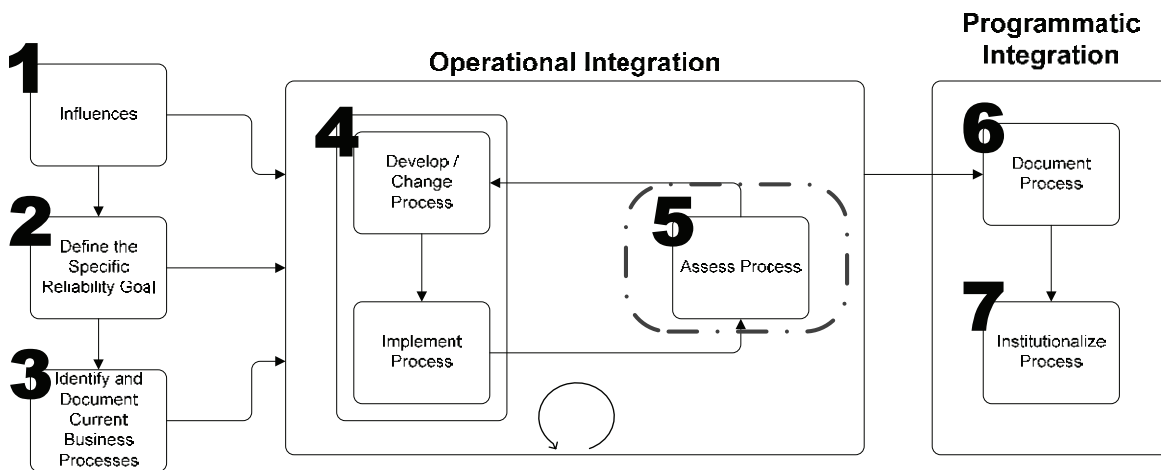 Programmatic
Integration
Operational Integration
1
Influences
2
Define the
Specific
Reliability Goal
3
Identify and
Document
Current
Business
Processes
4
Develop /
Change
Process
Implement
Process
5
Assess Process
6
Document
Process
7
Institutionalize
Process